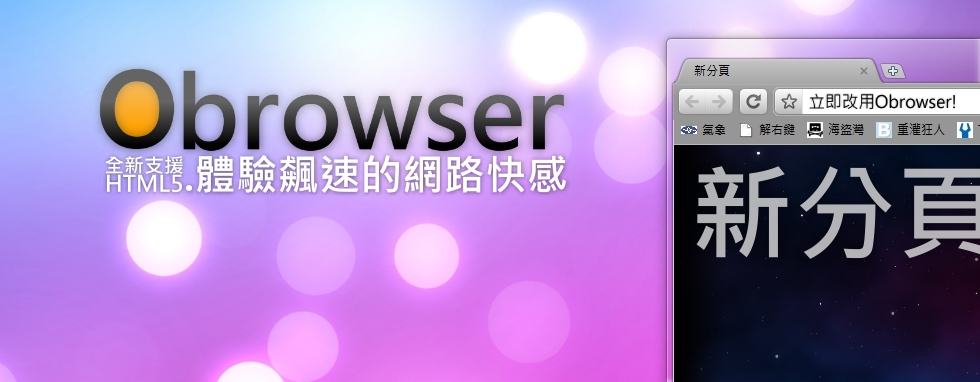 Obrowser
全新支援
HTML5.體驗飆速的網路快感
新分頁
立即改用Obrowser!
氣象 解右鍵 海盜灣 重灌狂人
新分頁